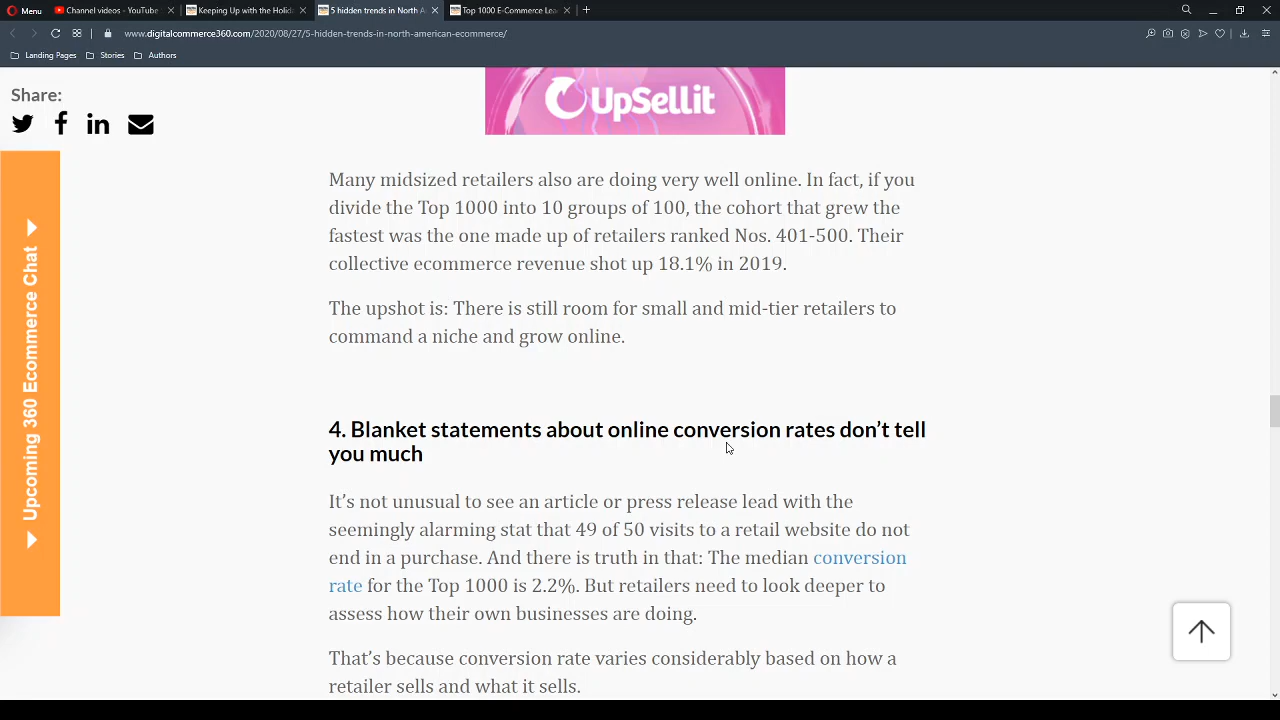 Menu
Channel videos - YouTube
Keeping Up with the Holid
5 hidden trends in North A
Top 1000 E-Commerce Lea
www.digitalcommerce360.com/2020/08/27/5-hidden-trends-in-north-american-ecommerce/
Landing Pages
Stories
Authors
Share:
UpSellit
Upcoming 360 Ecommerce Chat
Many midsized retailers also are doing very well online. In fact, if you
divide the Top 1000 into 10 groups of 100, the cohort that grew the
fastest was the one made up of retailers ranked Nos. 401-500. Their
collective ecommerce revenue shot up 18.1% in 2019.
The upshot is: There is still room for small and mid-tier retailers to
command a niche and grow online.
4. Blanket statements about online conversion rates don’t tell
you much
It’s not unusual to see an article or press release lead with the
seemingly alarming stat that 49 of 50 visits to a retail website do not
end in a purchase. And there is truth in that: The median conversion
rate for the Top 1000 is 2.2%. But retailers need to look deeper to
assess how their own businesses are doing.
That’s because conversion rate varies considerably based on how a
retailer sells and what it sells.